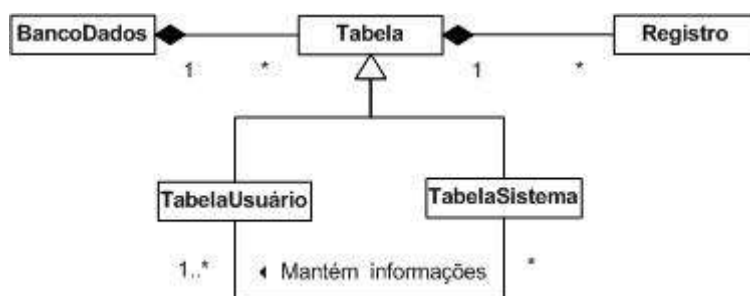 BancoDados Tabela Registro
1 * 1 *
TabelaUsuário TabelaSistema
1..* Mantém informações *